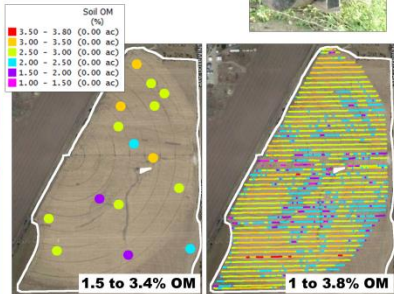 Soil OM
(%)
3.50 - 3.80 (0.00 ac)
3.00 - 3.50 (0.00 ac)
2.50 - 3.00 (0.00 ac)
2.00 - 2.50 (0.00 ac)
1.50 - 2.00 (0.00 ac)
1.00 - 1.50 (0.00 ac)
1.5 to 3.4% OM
1 to 3.8% OM